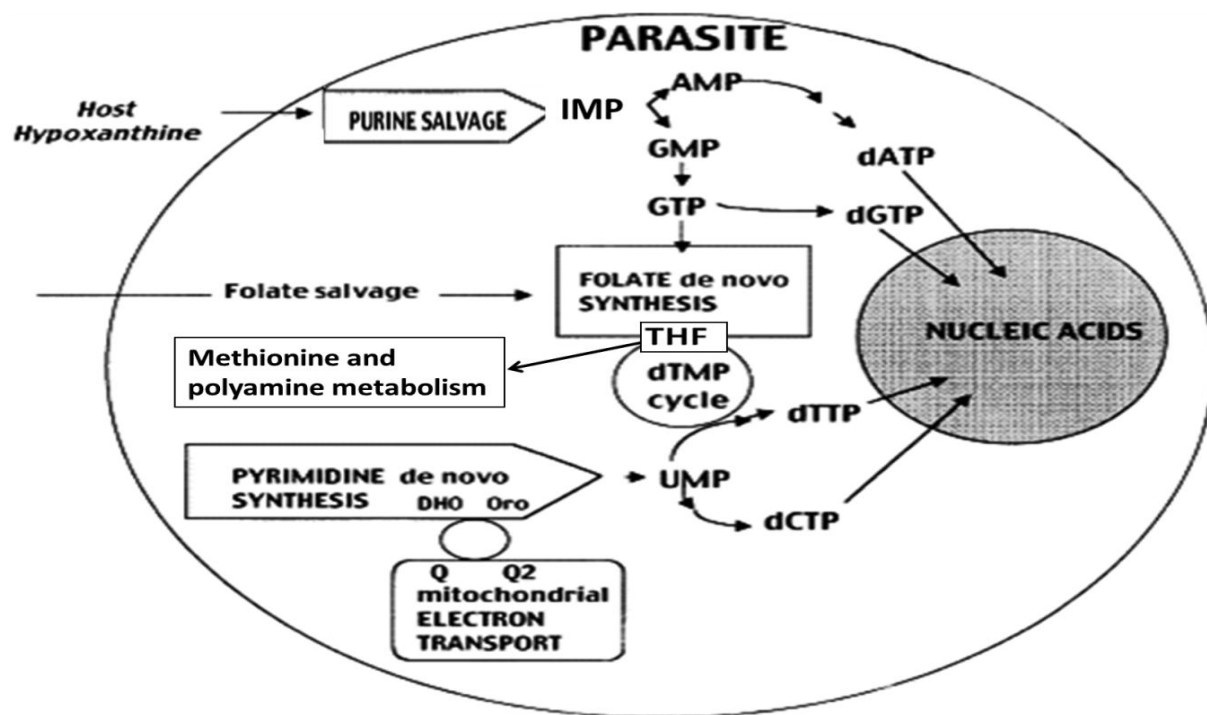 PARASITE
Host
Hypoxanthine
PURINE SALVAGE
IMP
AMP
GMP
dATP
GTP
dGTP
Folate salvage
FOLATE de novo
SYNTHESIS
NUCLEIC ACIDS
THF
Methionine and
polyamine metabolism
dTMP
cycle
dTTP
PYRIMIDINE de novo
SYNTHESIS DHO Oro
UMP
dCTP
Q Q2
mitochondrial
ELECTRON
TRANSPORT